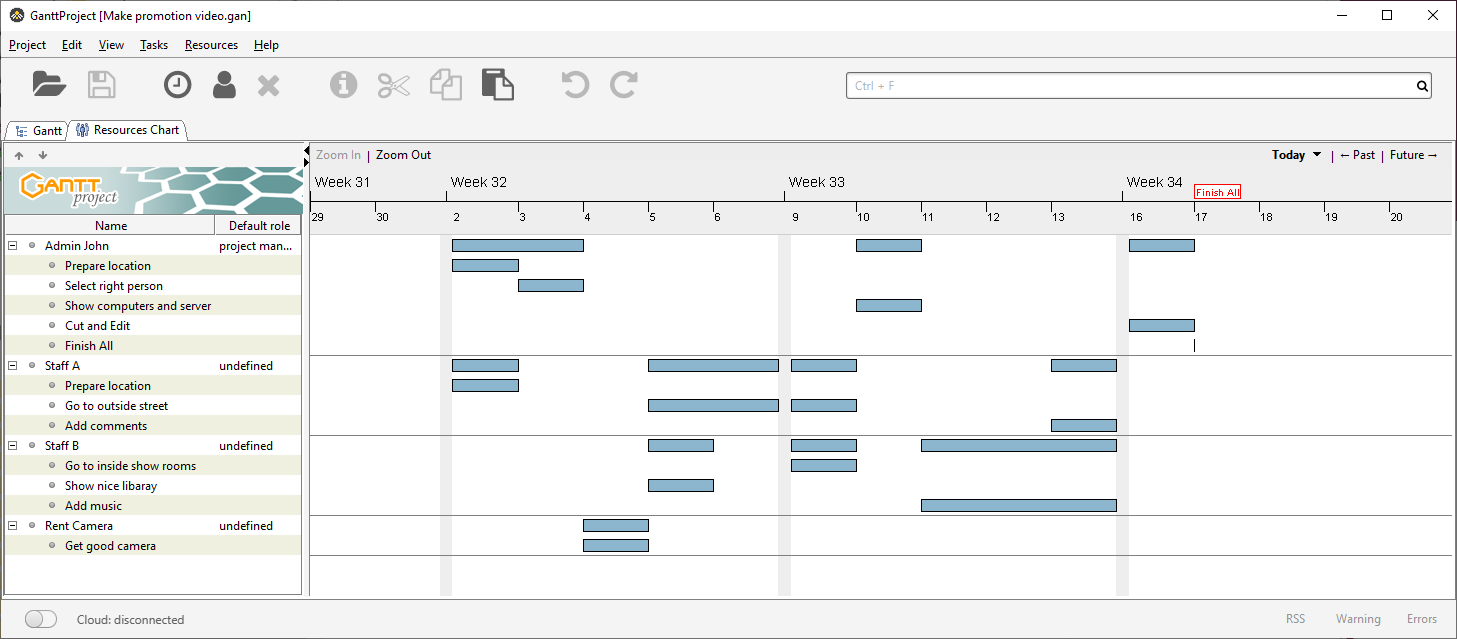 GanttProject [Make promotion video.gan]
Project Edit View Tasks Resources Help
Ctrl + F
Gantt Resources Chart
Zoom In | Zoom Out Today | ← Past | Future →
GANTT project
Week 31 Week 32 Week 33 Week 34
Finish All
29 30 2 3 4 5 6 9 10 11 12 13 16 17 18 19 20
Name Default role
Admin John project man...
Prepare location
Select right person
Show computers and server
Cut and Edit
Finish All
Staff A undefined
Prepare location
Go to outside street
Add comments
Staff B undefined
Go to inside show rooms
Show nice libaray
Add music
Rent Camera undefined
Get good camera
Cloud: disconnected RSS Warning Errors